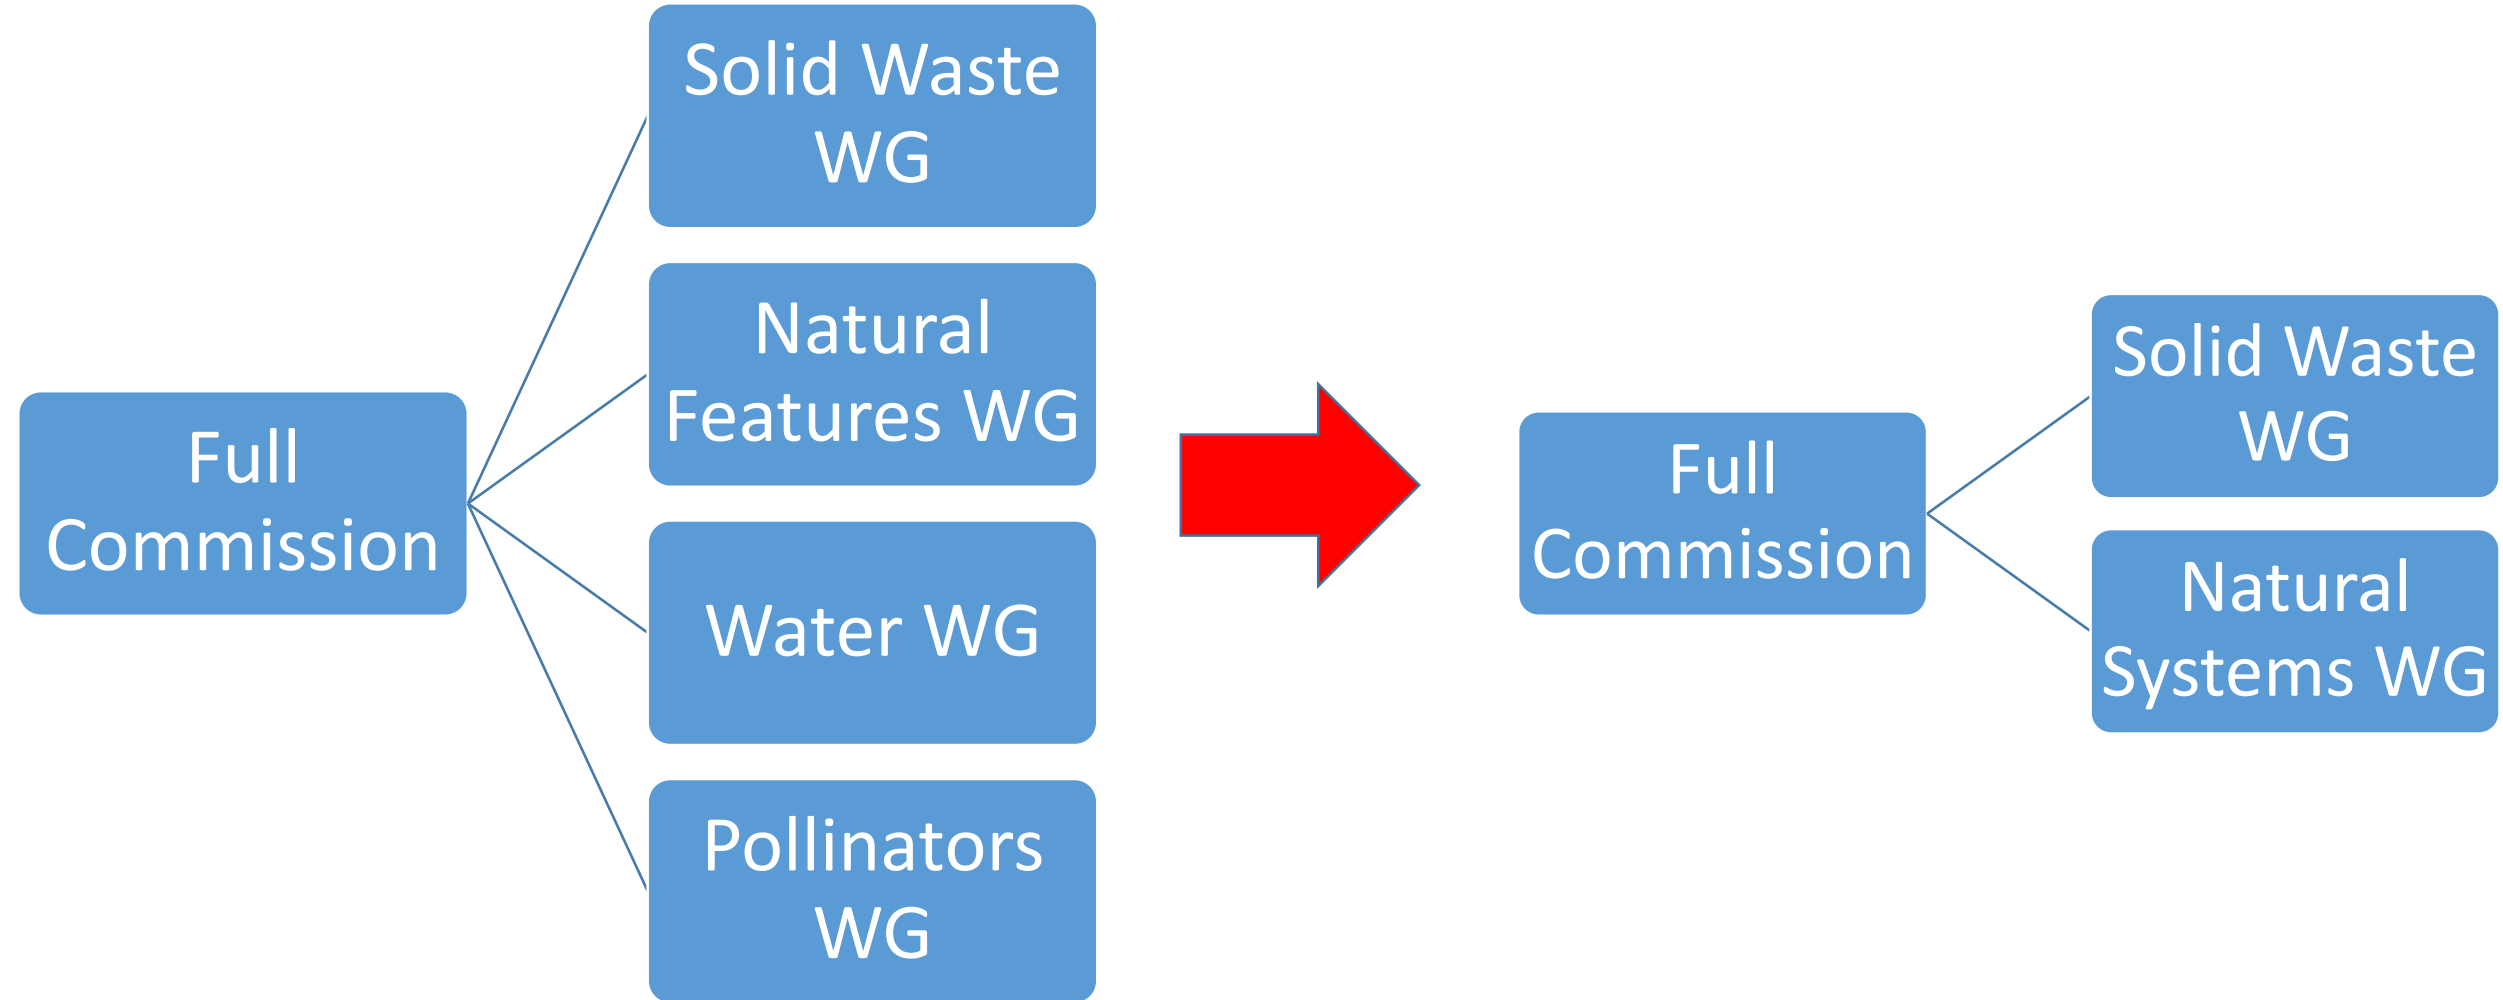 Full
Commission
Solid Waste
WG
Natural
Features WG
Water WG
Pollinators
WG
Full
Commission
Solid Waste
WG
Natural
Systems WG